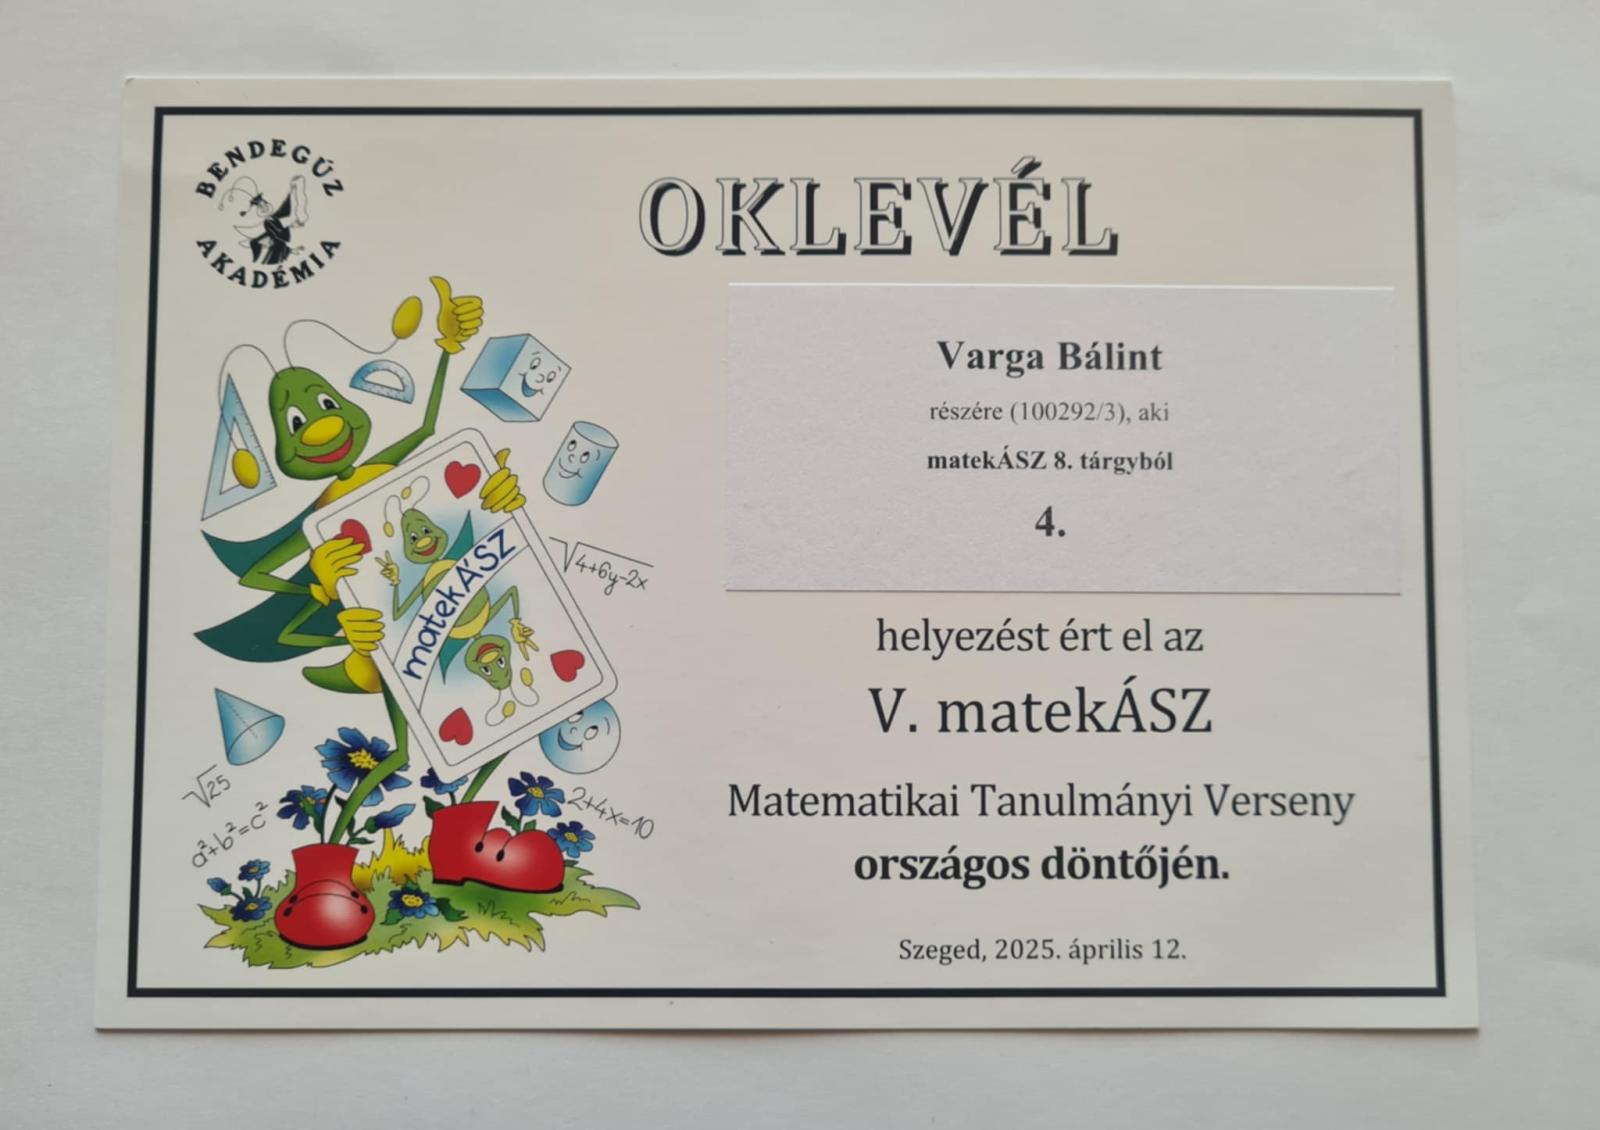 BENDEGÚZ
AKADÉMIA
OKLEVÉL
Varga Bálint
részére (100292/3), aki
matekÁSZ 8. tárgyból
4.
helyezést ért el az
V. matekÁSZ
Matematikai Tanulmányi Verseny
országos döntőjén.
Szeged, 2025. április 12.
matekÁSZ
√4+6y-2x
√25
a²+b²=c²
2+4x=10